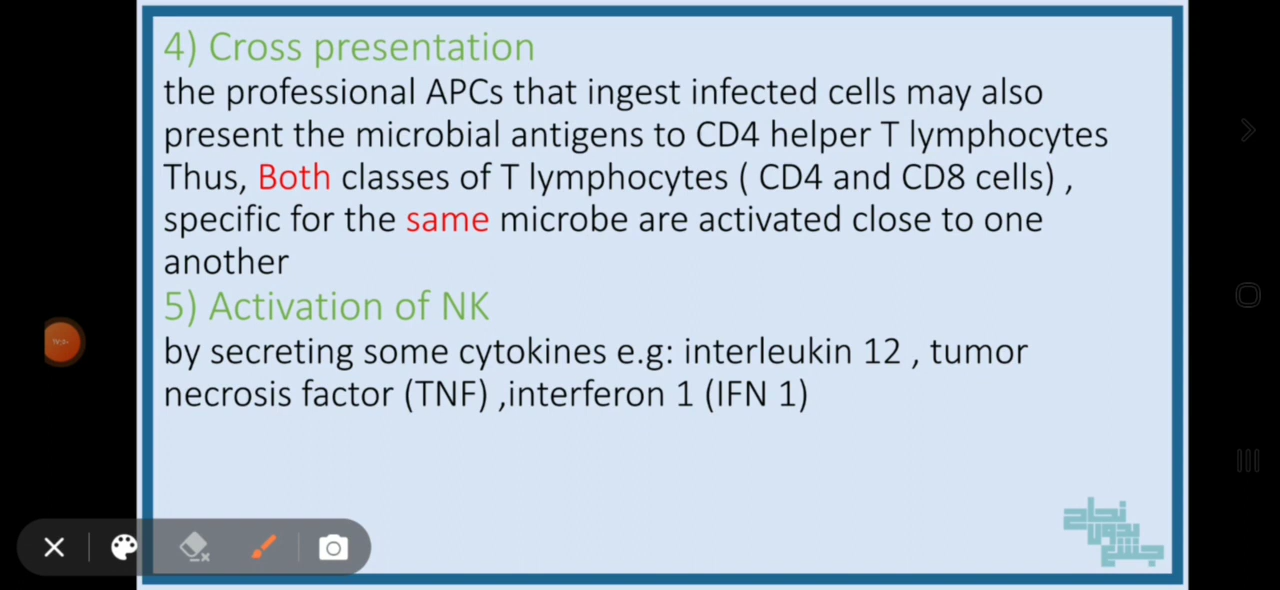 4) Cross presentation
the professional APCs that ingest infected cells may also
present the microbial antigens to CD4 helper T lymphocytes
Thus, Both classes of T lymphocytes ( CD4 and CD8 cells) ,
specific for the same microbe are activated close to one
another
5) Activation of NK
by secreting some cytokines e.g: interleukin 12 , tumor
necrosis factor (TNF) ,interferon 1 (IFN 1)
نجاح
بدون
جشع